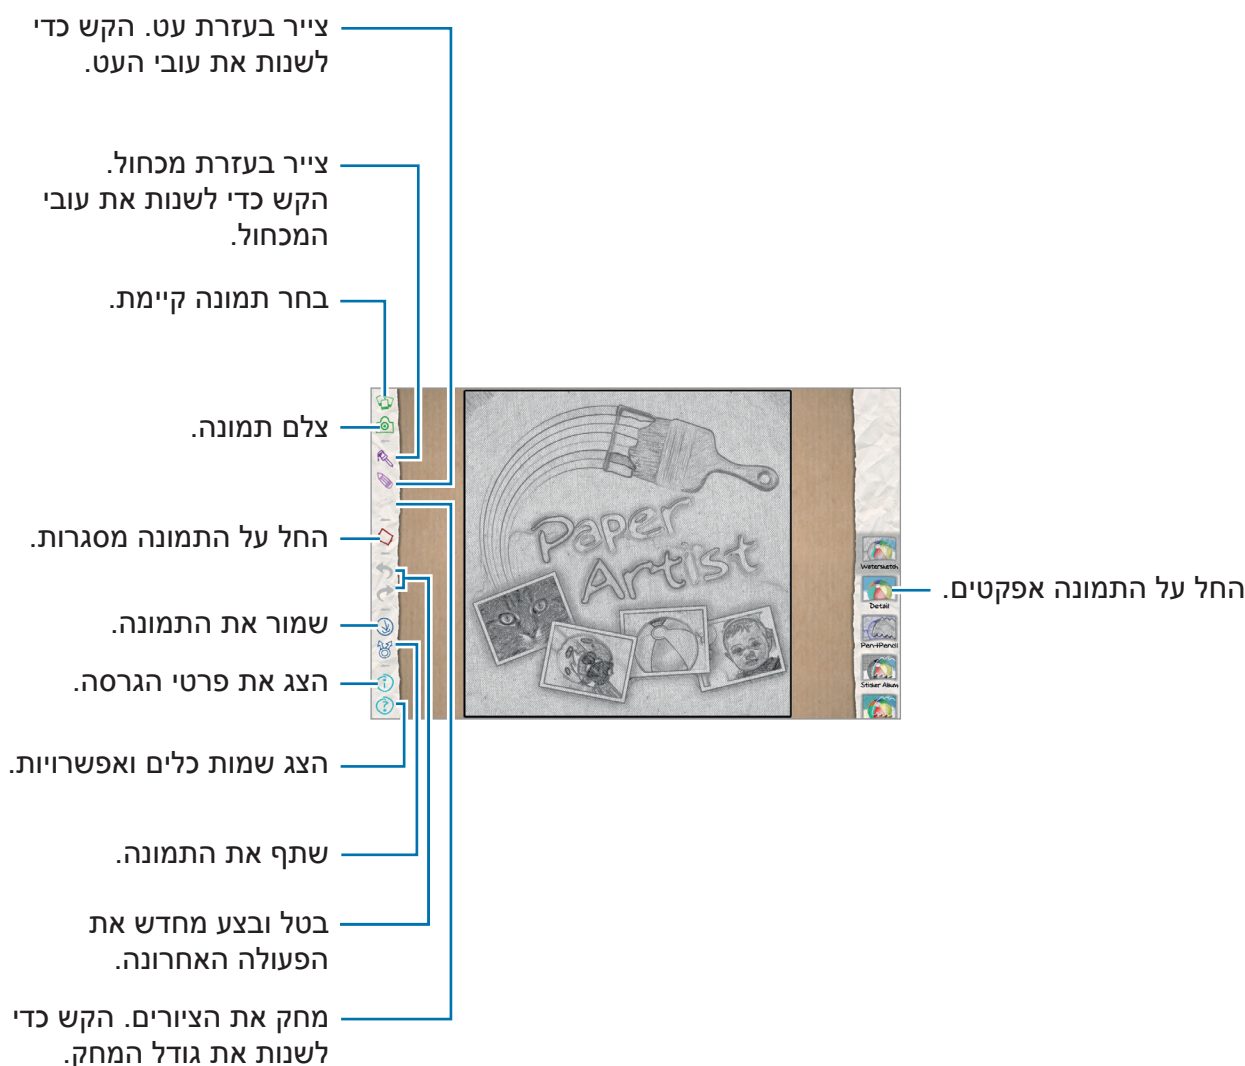 צייר בעזרת עט. הקש כדי
לשנות את עובי העט.
צייר בעזרת מכחול.
הקש כדי לשנות את עובי
המכחול.
בחר תמונה קיימת.
צלם תמונה.
החל על התמונה מסגרות.
שמור את התמונה.
הצג את פרטי הגרסה.
הצג שמות כלים ואפשרויות.
שתף את התמונה.
בטל ובצע מחדש את
הפעולה האחרונה.
מחק את הציורים. הקש כדי
לשנות את גודל המחק.
Paper
Artist
Watersketch
Detail
Pen+Pencil
Sticker Album
החל על התמונה אפקטים.